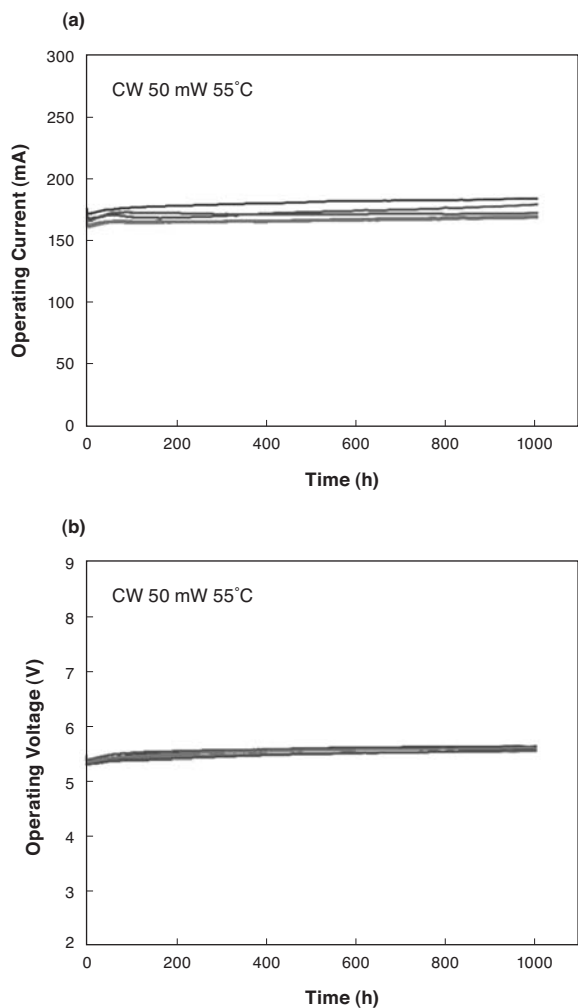 (a)
300
250
200
150
100
50
0
CW 50 mW 55˚C
Operating Current (mA)
0 200 400 600 800 1000
Time (h)
(b)
9
8
7
6
5
4
3
2
CW 50 mW 55˚C
Operating Voltage (V)
0 200 400 600 800 1000
Time (h)